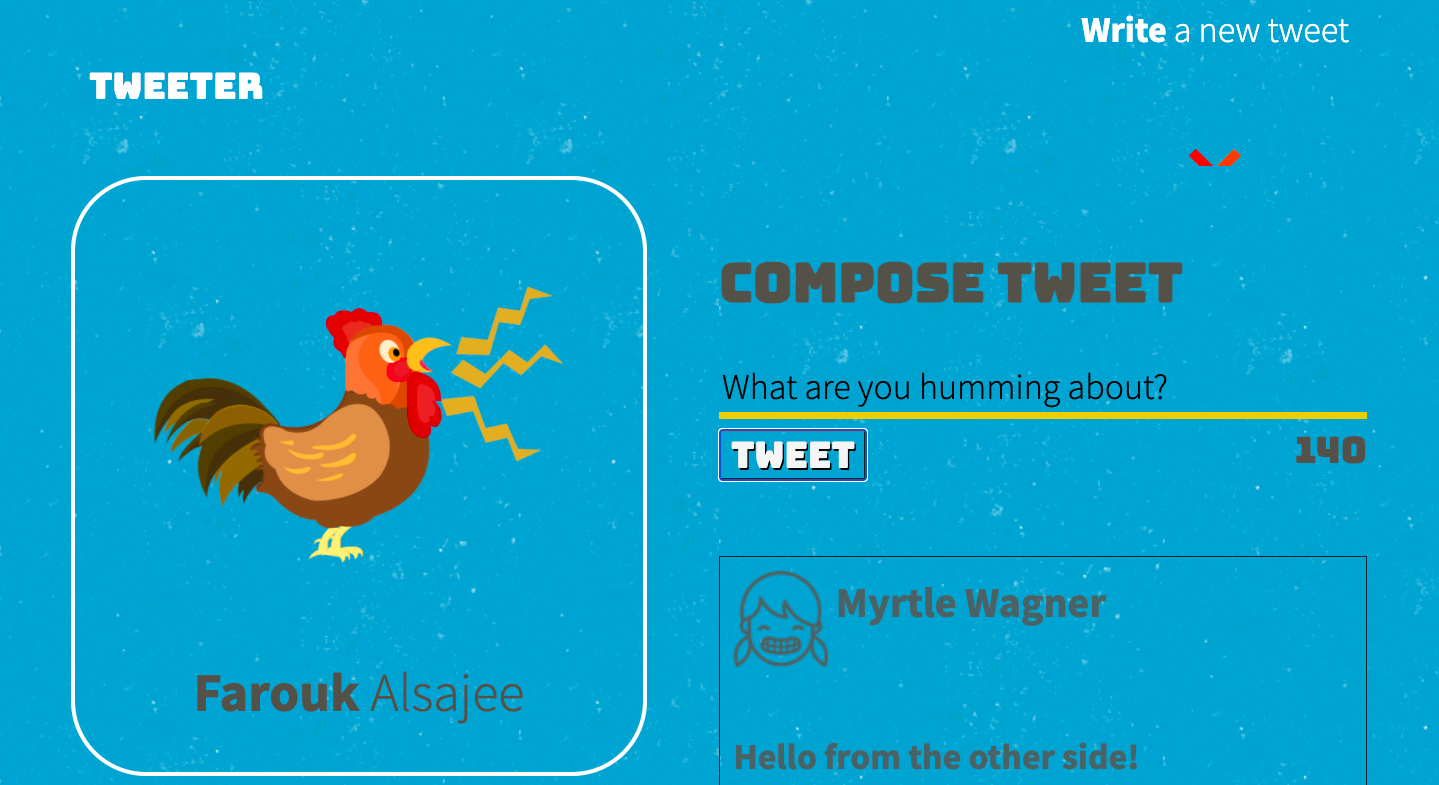 Write a new tweet
TWEETER
COMPOSE TWEET
What are you humming about?
TWEET
140
Myrtle Wagner
Farouk Alsajee
Hello from the other side!